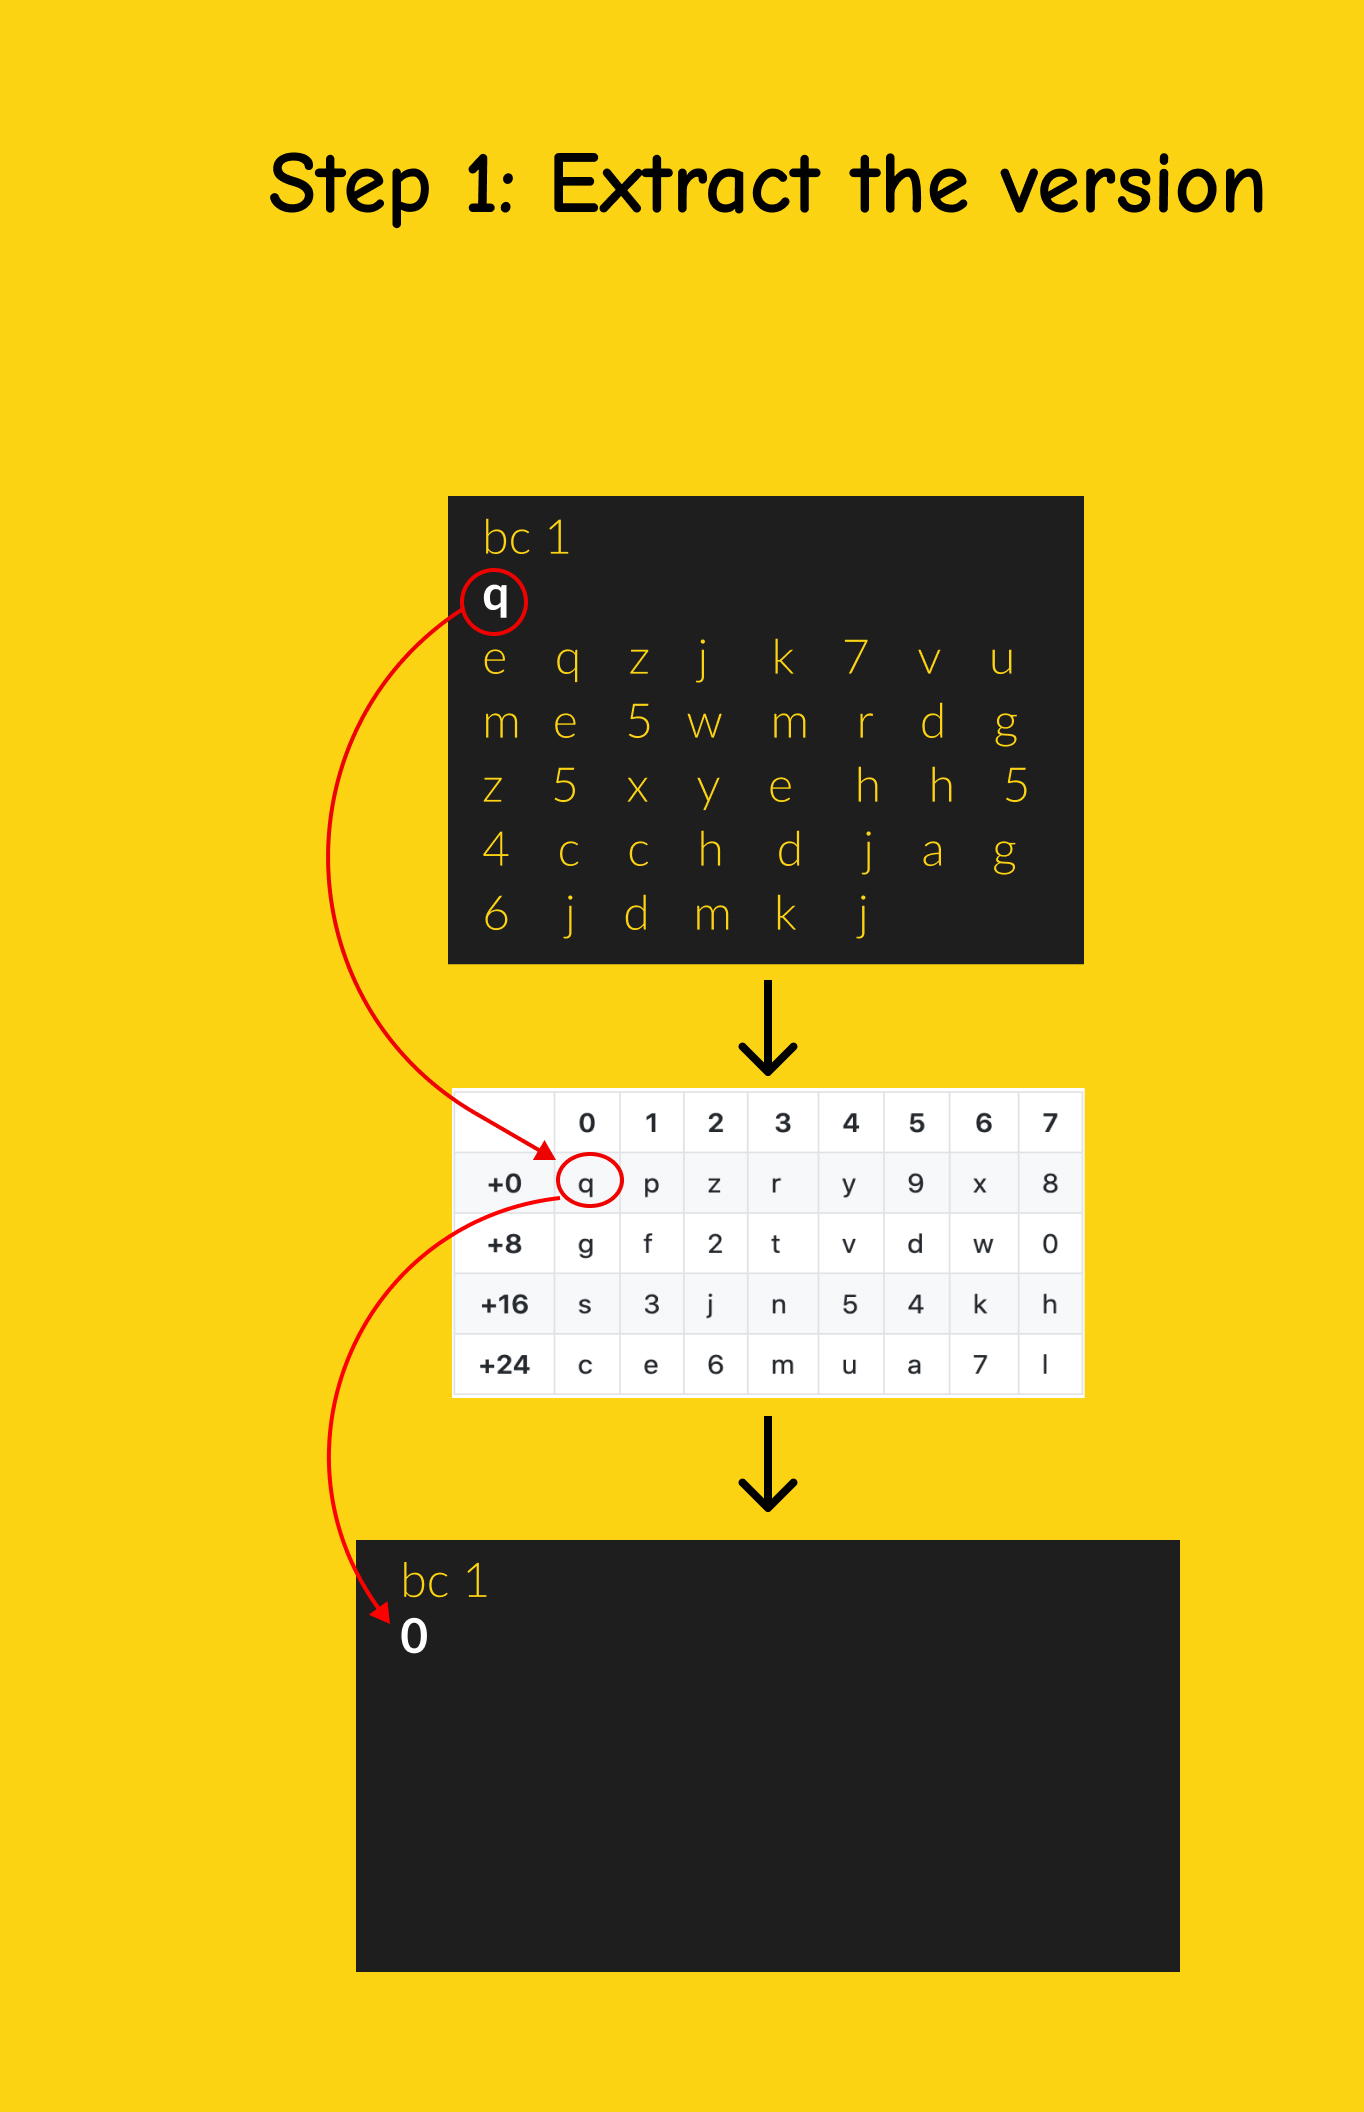 Step 1: Extract the version
bc 1
q
e q z j k 7 v u
m e 5 w m r d g
z 5 x y e h h 5
4 c c h d j a g
6 j d m k j
0 1 2 3 4 5 6 7
+0 q p z r y 9 x 8
+8 g f 2 t v d w 0
+16 s 3 j n 5 4 k h
+24 c e 6 m u a 7 l
bc 1
0